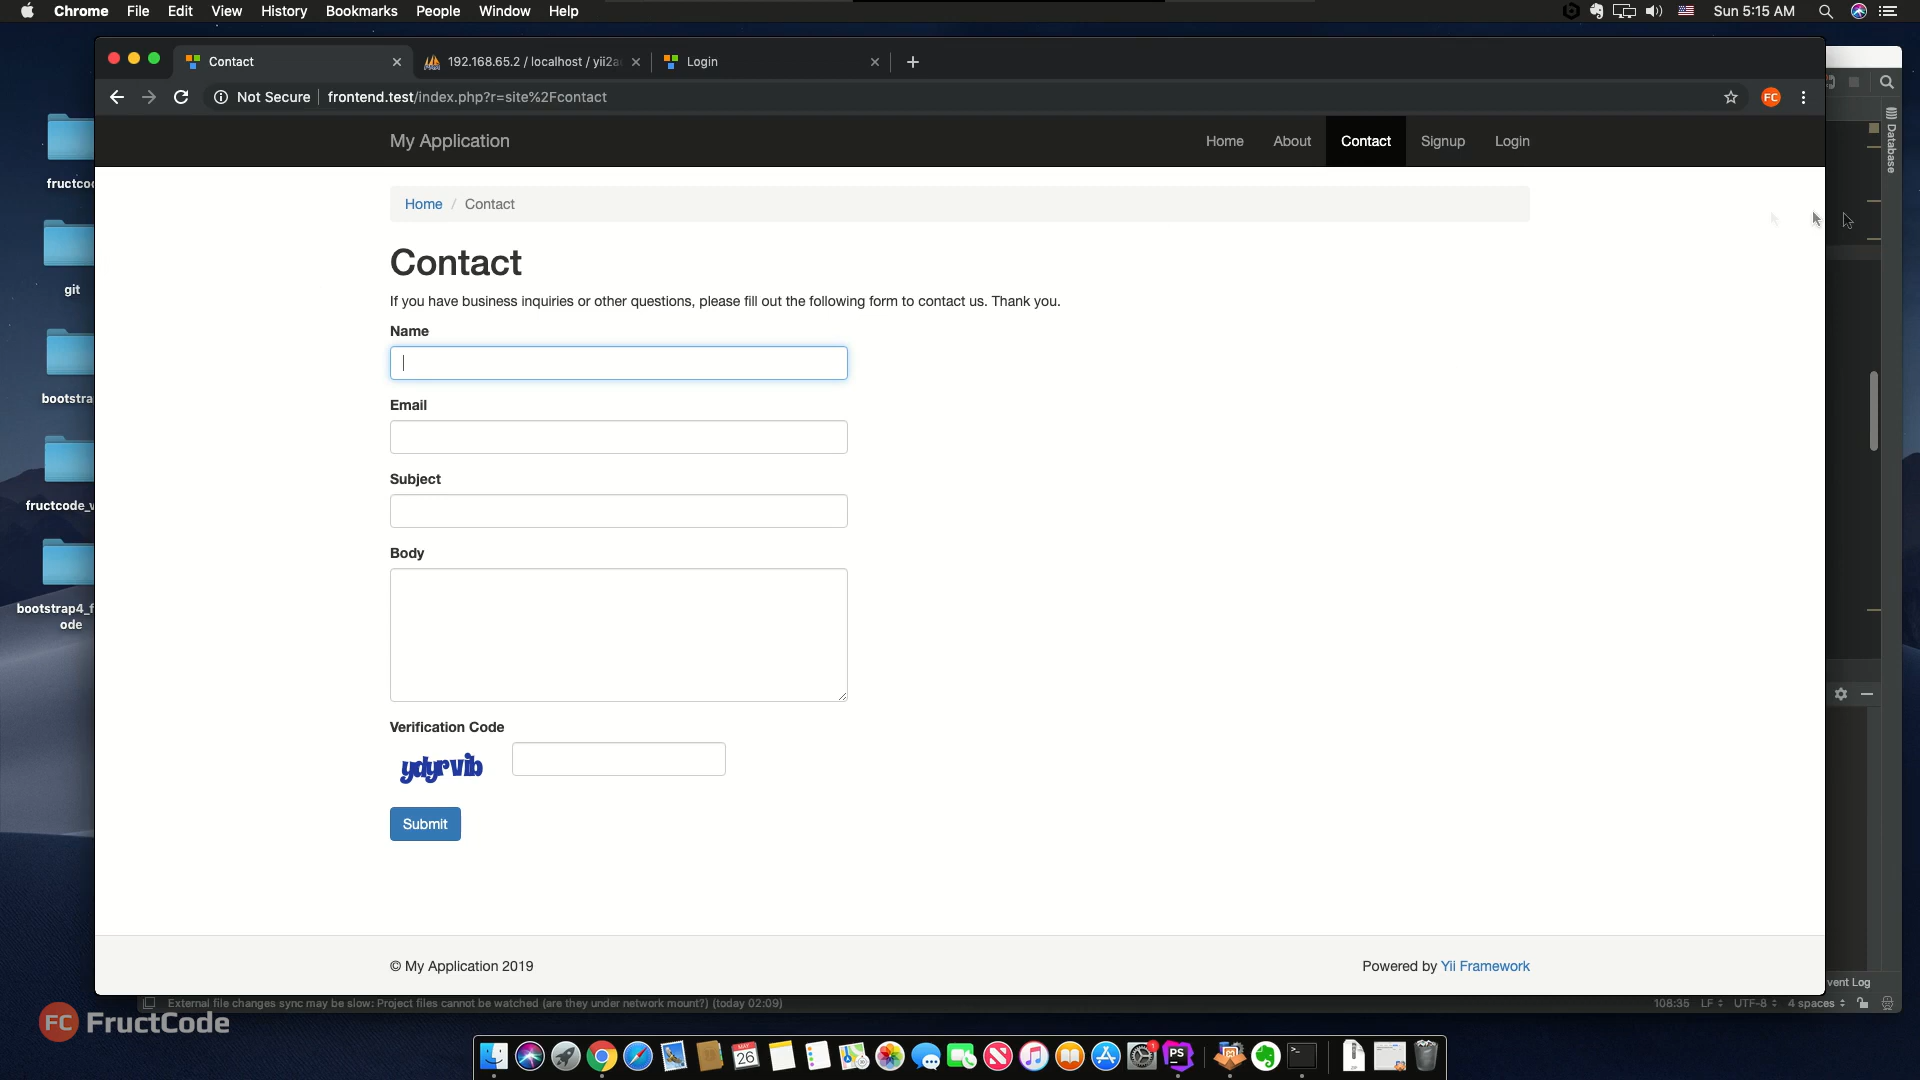 Chrome File Edit View History Bookmarks People Window Help
Sun 5:15 AM
Contact
192.168.65.2 / localhost / yii2a
Login
Not Secure
frontend.test/index.php?r=site%2Fcontact
FC
My Application
Home About Contact Signup Login
Home / Contact
Contact
If you have business inquiries or other questions, please fill out the following form to contact us. Thank you.
Name
Email
Subject
Body
Verification Code
ydyrvib
Submit
© My Application 2019
Powered by Yii Framework
Database
fructco
git
bootstra
fructcode_v
bootstrap4_f
ode
vent Log
External file changes sync may be slow: Project files cannot be watched (are they under network mount?) (today 02:09)
108:35 LF UTF-8 4 spaces
FC FructCode
MAY
26
1
PS